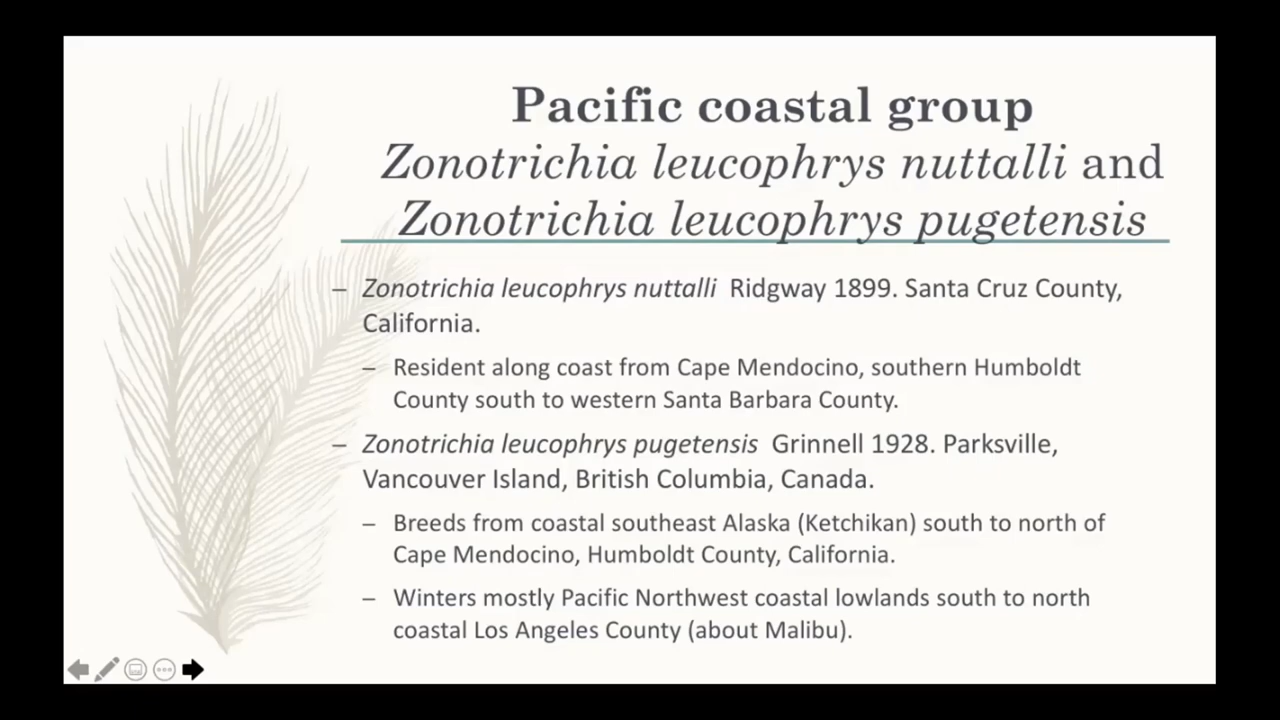 Pacific coastal group
Zonotrichia leucophrys nuttalli and
Zonotrichia leucophrys pugetensis
– Zonotrichia leucophrys nuttalli Ridgway 1899. Santa Cruz County,
California.
– Resident along coast from Cape Mendocino, southern Humboldt
County south to western Santa Barbara County.
– Zonotrichia leucophrys pugetensis Grinnell 1928. Parksville,
Vancouver Island, British Columbia, Canada.
– Breeds from coastal southeast Alaska (Ketchikan) south to north of
Cape Mendocino, Humboldt County, California.
– Winters mostly Pacific Northwest coastal lowlands south to north
coastal Los Angeles County (about Malibu).